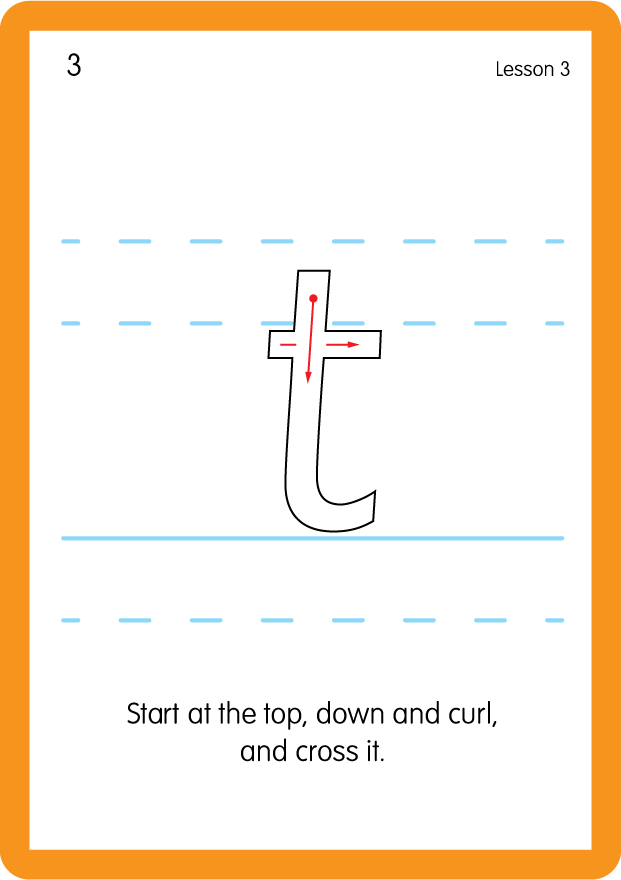 3
Lesson 3
t
Start at the top, down and curl,
and cross it.